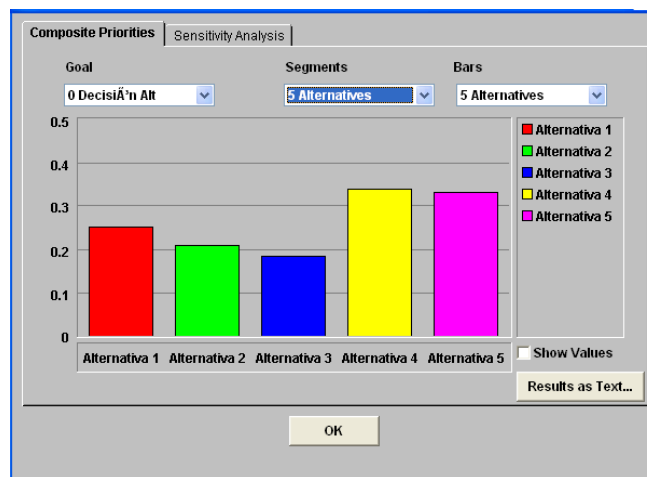 Composite Priorities Sensitivity Analysis
Goal Segments Bars
0 DecisiÃ³n Alt 5 Alternatives 5 Alternatives
0.5
0.4
0.3
0.2
0.1
0
Alternativa 1
Alternativa 2
Alternativa 3
Alternativa 4
Alternativa 5
Alternativa 1 Alternativa 2 Alternativa 3 Alternativa 4 Alternativa 5
Show Values
Results as Text...
OK